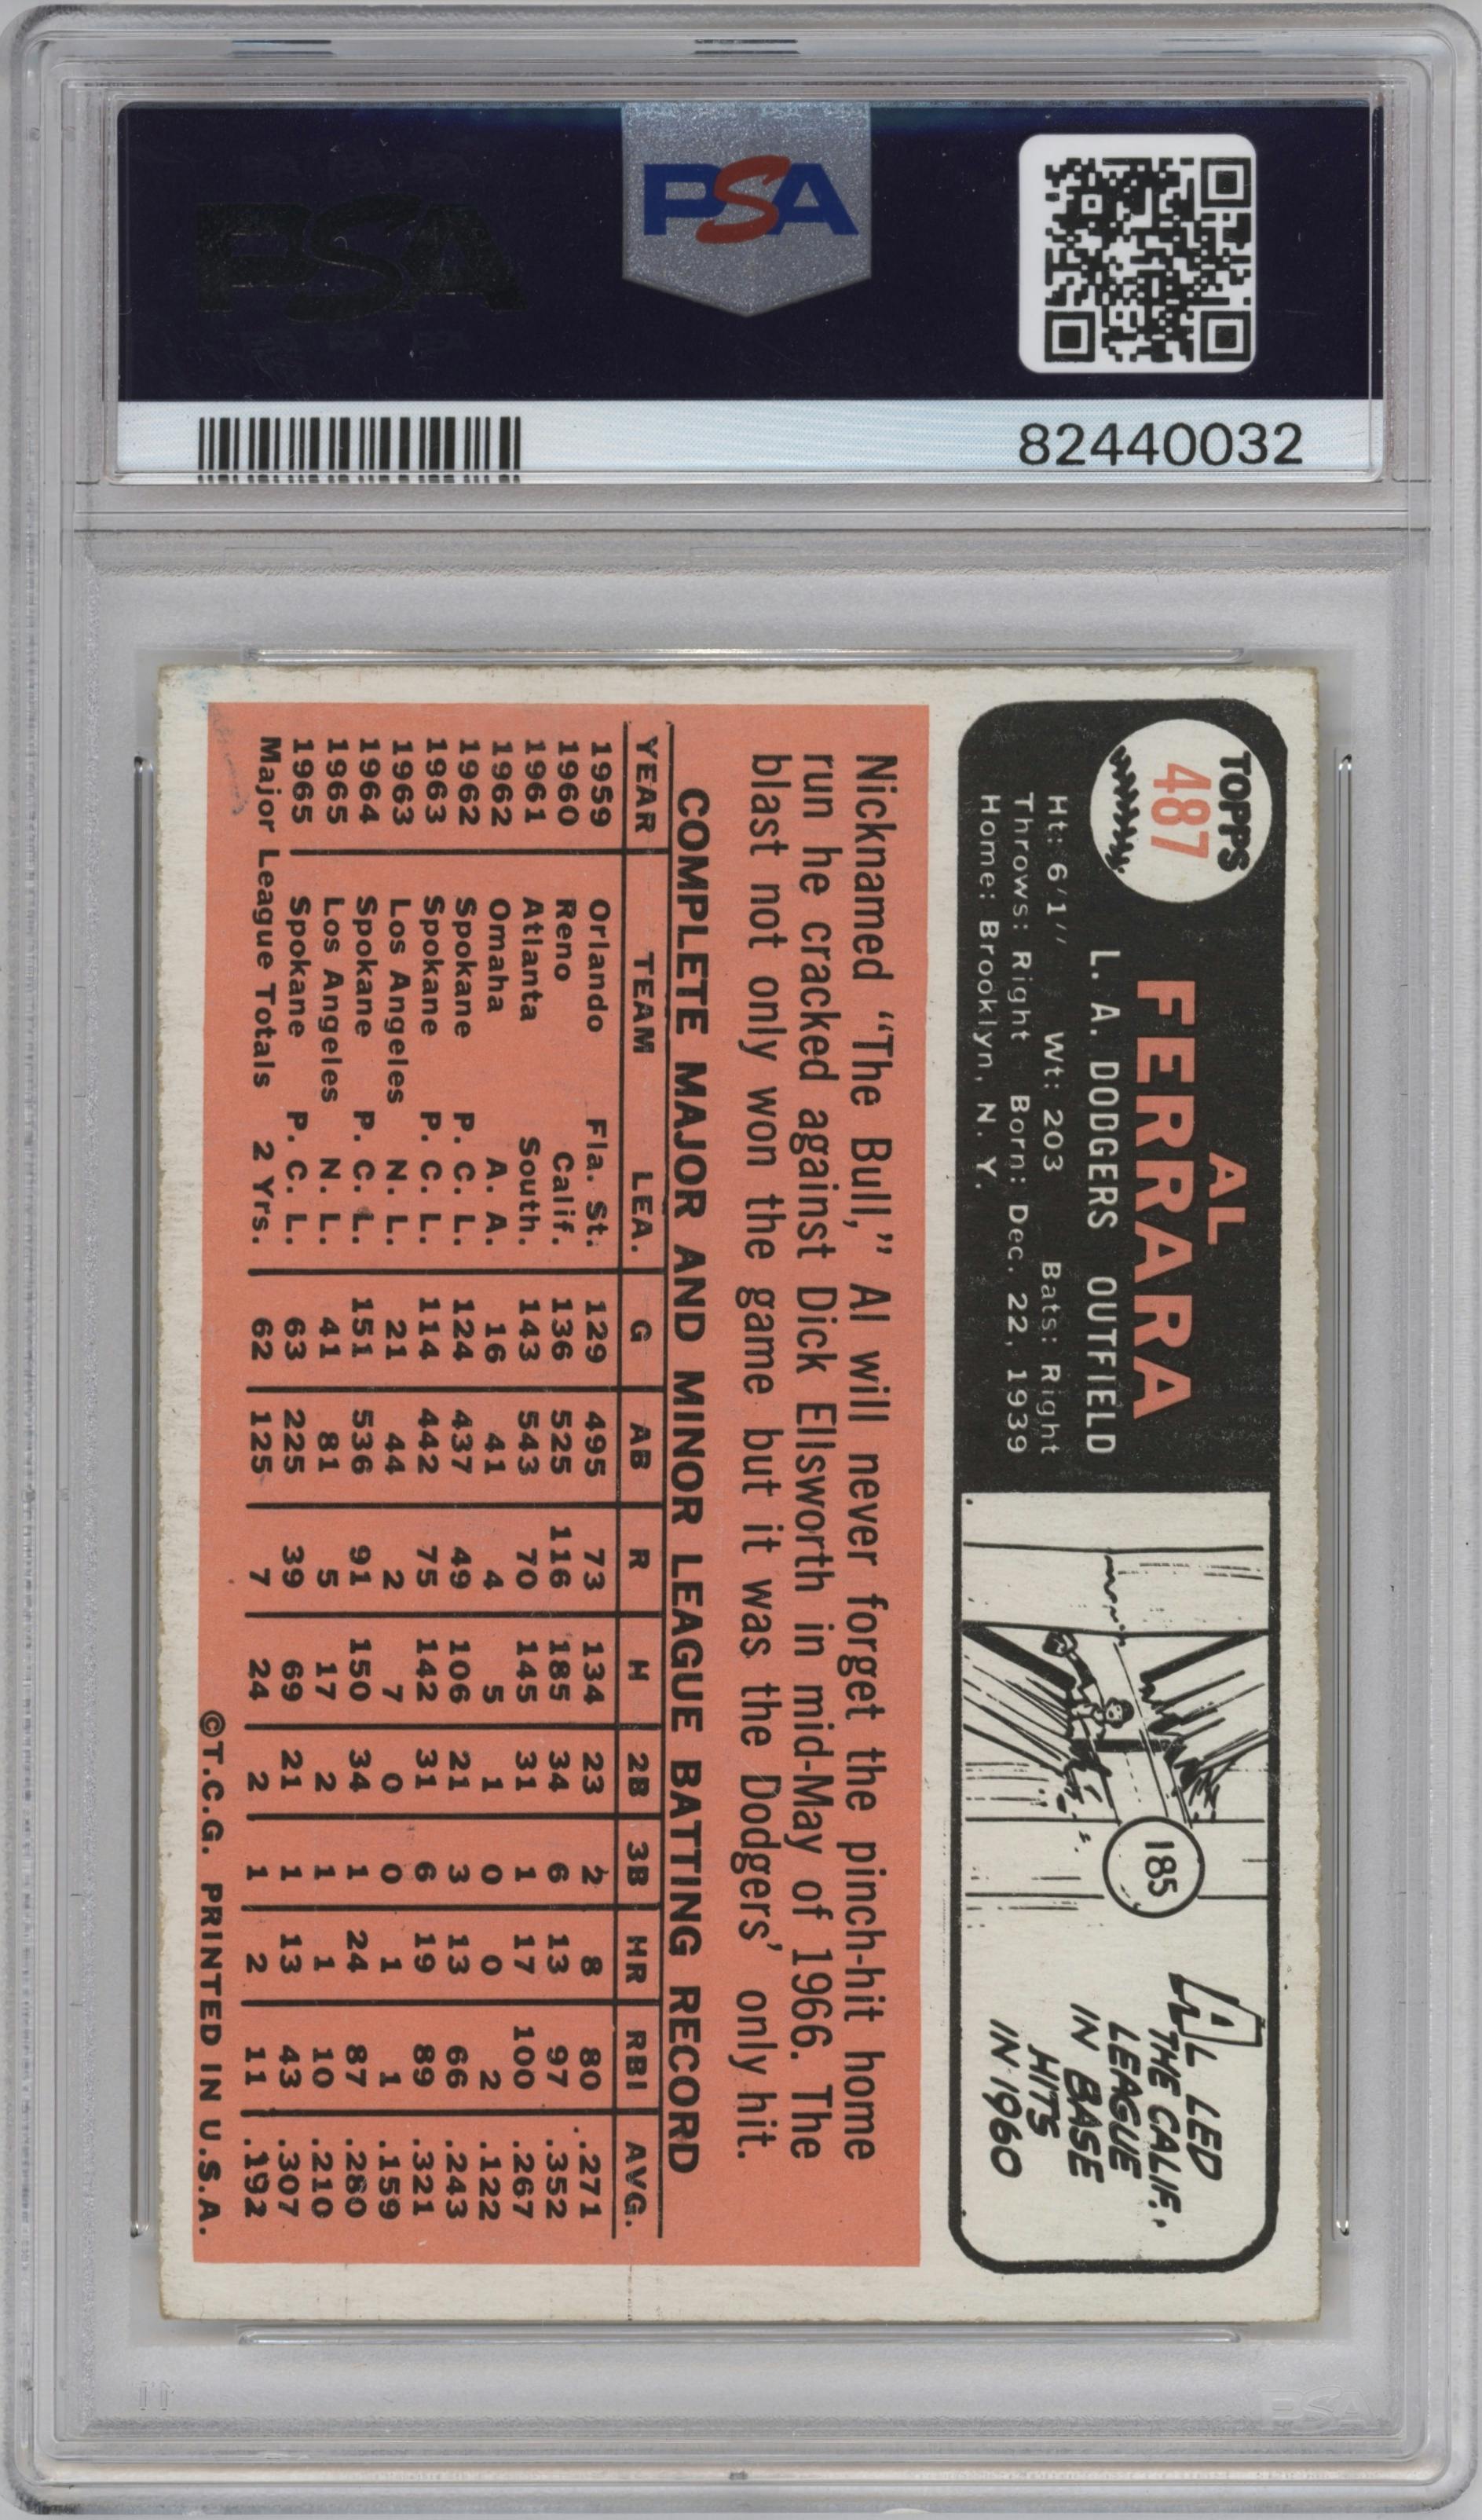 PSA
PSA
82440032
TOPPS
487
AL
FERRARA
L. A. DODGERS OUTFIELD
Ht: 6'1" Wt: 203 Bats: Right
Throws: Right Born: Dec. 22, 1939
Home: Brooklyn, N. Y.
185
AL LED
THE CALIF.
LEAGUE
IN BASE
HITS
IN 1960
Nicknamed "The Bull," Al will never forget the pinch-hit home
run he cracked against Dick Ellsworth in mid-May of 1966. The
blast not only won the game but it was the Dodgers' only hit.
COMPLETE MAJOR AND MINOR LEAGUE BATTING RECORD
YEAR TEAM LEA. G AB R H 2B 3B HR RBI AVG.
1959 Orlando Fla. St. 129 495 73 134 23 2 8 80 .271
1960 Reno Calif. 136 525 116 185 34 6 13 97 .352
1961 Atlanta South. 143 543 70 145 31 1 17 100 .267
1962 Omaha A. A. 16 41 4 5 1 0 0 2 .122
1962 Spokane P. C. L. 124 437 49 106 21 3 13 66 .243
1963 Spokane P. C. L. 114 442 75 142 31 6 19 89 .321
1963 Los Angeles N. L. 21 44 2 7 0 0 1 1 .159
1964 Spokane P. C. L. 151 536 91 150 34 1 24 87 .280
1965 Los Angeles N. L. 41 81 5 17 2 1 1 10 .210
1965 Spokane P. C. L. 63 225 39 69 21 1 13 43 .307
Major League Totals 2 Yrs. 62 125 7 24 2 1 2 11 .192
©T.C.G. PRINTED IN U.S.A.
PSA